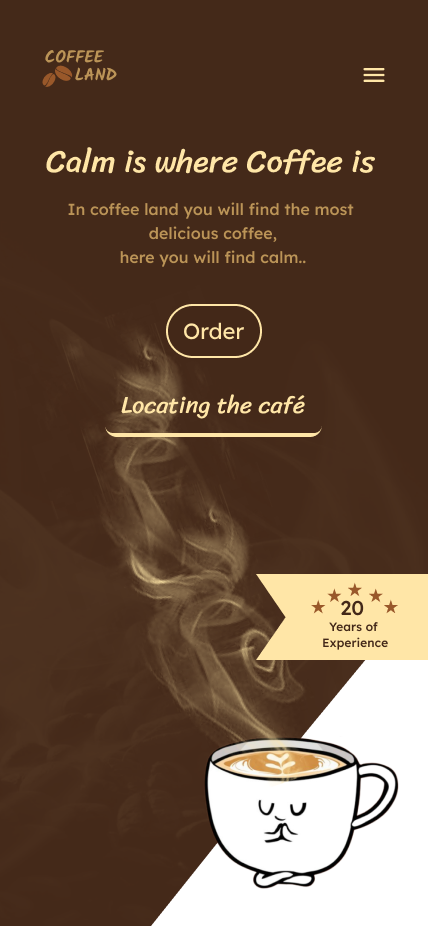 COFFEE
LAND
Calm is where Coffee is
In coffee land you will find the most
delicious coffee,
here you will find calm..
Order
Locating the café
20
Years of
Experience